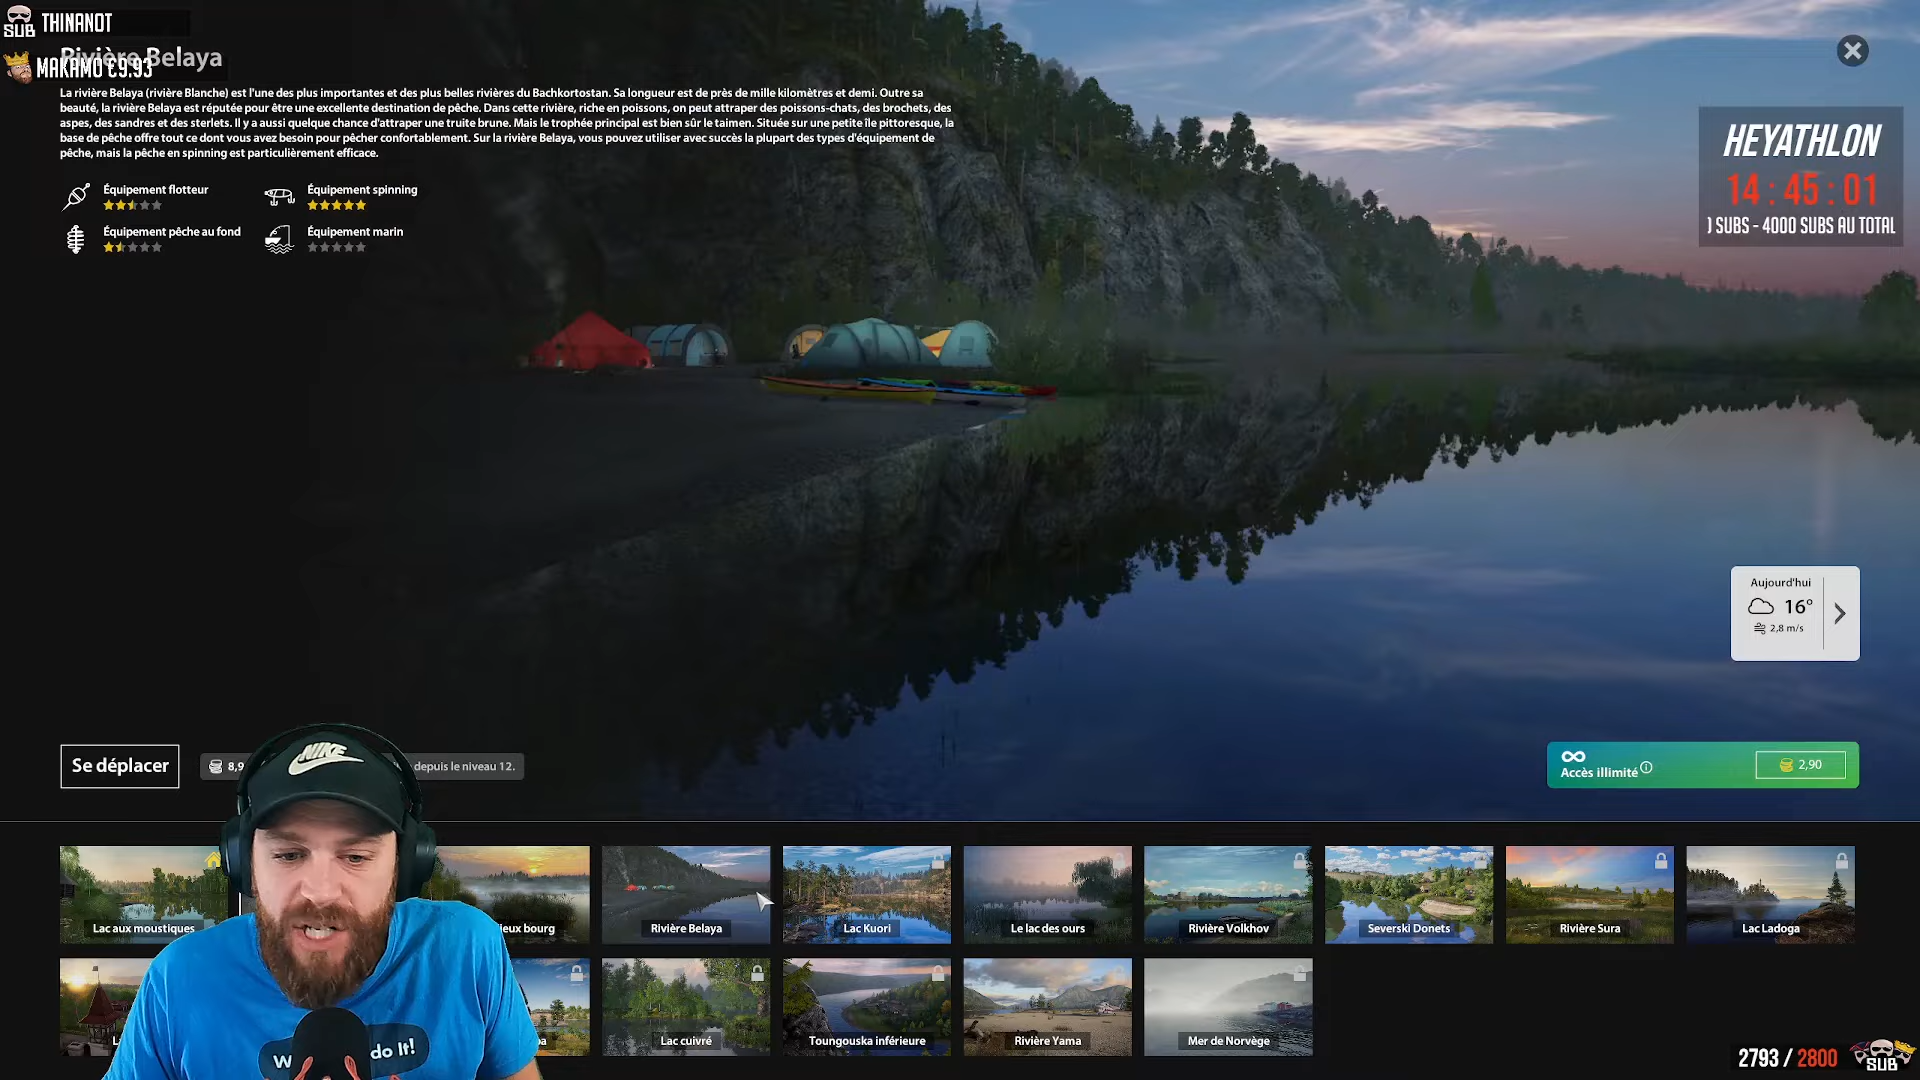 THINANOT
SUB
Rivière Belaya
MAKAMO £9.93
La rivière Belaya (rivière Blanche) est l'une des plus importantes et des plus belles rivières du Bachkortostan. Sa longueur est de près de mille kilomètres et demi. Outre sa
beauté, la rivière Belaya est réputée pour être une excellente destination de pêche. Dans cette rivière, riche en poissons, on peut attraper des poissons-chats, des brochets, des
aspes, des sandres et des sterlets. Il y a aussi quelque chance d'attraper une truite brune. Mais le trophée principal est bien sûr le taimen. Située sur une petite île pittoresque, la
base de pêche offre tout ce dont vous avez besoin pour pêcher confortablement. Sur la rivière Belaya, vous pouvez utiliser avec succès la plupart des types d'équipement de
pêche, mais la pêche en spinning est particulièrement efficace.
Équipement flotteur
Équipement spinning
Équipement pêche au fond
Équipement marin
HEYATHLON
14 : 45 : 01
) SUBS - 4000 SUBS AU TOTAL
Aujourd'hui
16°
2,8 m/s
Se déplacer
8,9
depuis le niveau 12.
Accès illimité
2,90
NIKE
Lac aux moustiques
ieux bourg
Rivière Belaya
Lac Kuori
Le lac des ours
Rivière Volkhov
Severski Donets
Rivière Sura
Lac Ladoga
Lac cuivré
Toungouska inférieure
Rivière Yama
Mer de Norvège
do It!
2793 / 2800
SUB